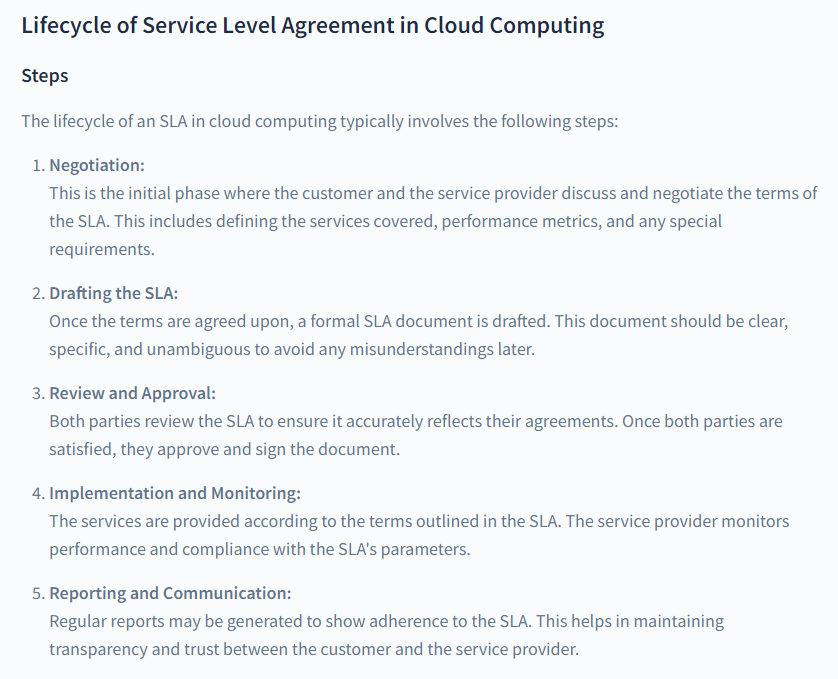 Lifecycle of Service Level Agreement in Cloud Computing
Steps
The lifecycle of an SLA in cloud computing typically involves the following steps:
1. Negotiation:
This is the initial phase where the customer and the service provider discuss and negotiate the terms of
the SLA. This includes defining the services covered, performance metrics, and any special
requirements.
2. Drafting the SLA:
Once the terms are agreed upon, a formal SLA document is drafted. This document should be clear,
specific, and unambiguous to avoid any misunderstandings later.
3. Review and Approval:
Both parties review the SLA to ensure it accurately reflects their agreements. Once both parties are
satisfied, they approve and sign the document.
4. Implementation and Monitoring:
The services are provided according to the terms outlined in the SLA. The service provider monitors
performance and compliance with the SLA's parameters.
5. Reporting and Communication:
Regular reports may be generated to show adherence to the SLA. This helps in maintaining
transparency and trust between the customer and the service provider.